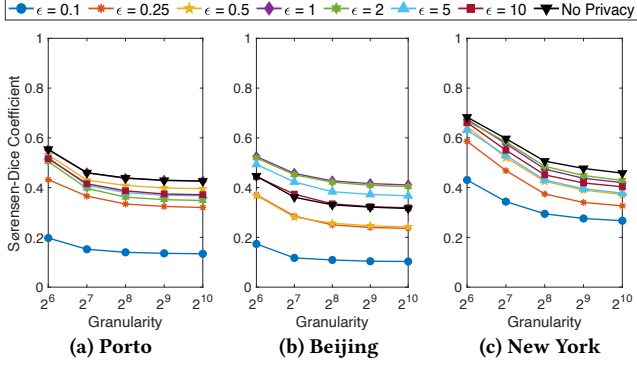 ϵ = 0.1 ϵ = 0.25 ϵ = 0.5 ϵ = 1 ϵ = 2 ϵ = 5 ϵ = 10 No Privacy
Sørensen-Dice Coefficient
1
0.8
0.6
0.4
0.2
0
2^6 2^7 2^8 2^9 2^10
Granularity
(a) Porto
1
0.8
0.6
0.4
0.2
0
2^6 2^7 2^8 2^9 2^10
Granularity
(b) Beijing
1
0.8
0.6
0.4
0.2
0
2^6 2^7 2^8 2^9 2^10
Granularity
(c) New York